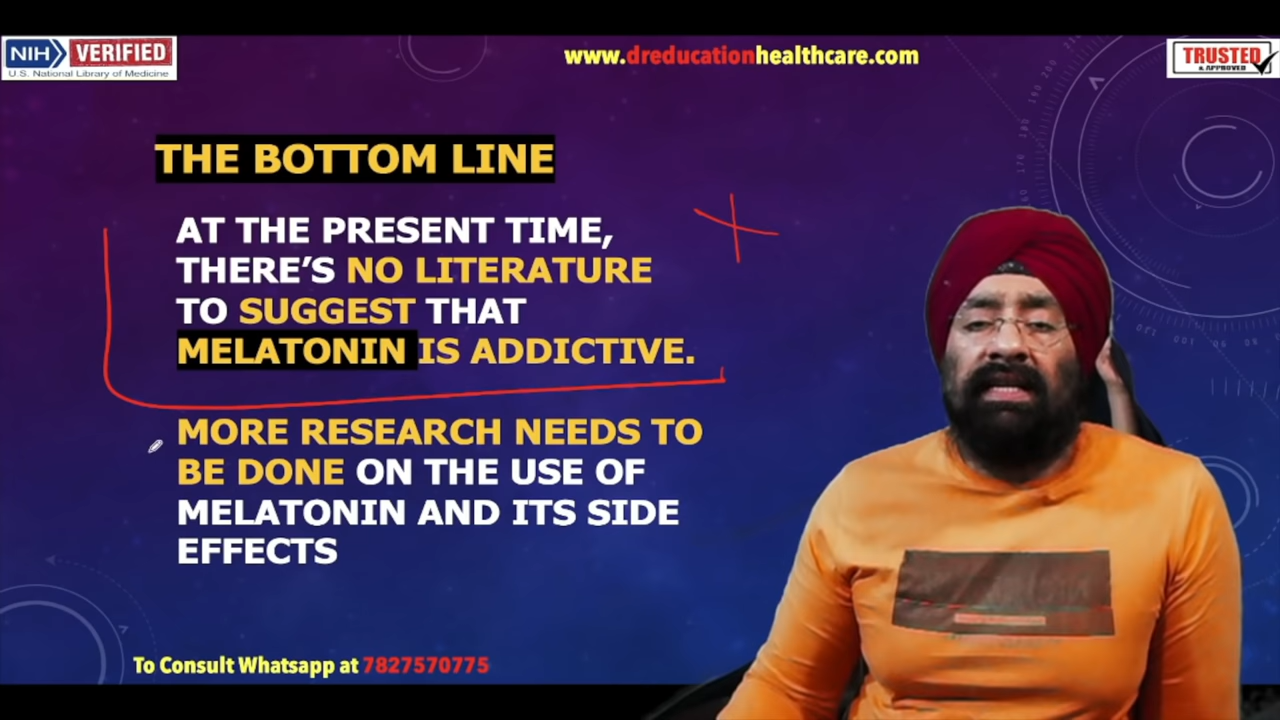 NIH VERIFIED
U.S. National Library of Medicine
www.dreducationhealthcare.com
TRUSTED
& APPROVED
THE BOTTOM LINE
AT THE PRESENT TIME,
THERE'S NO LITERATURE
TO SUGGEST THAT
MELATONIN IS ADDICTIVE.
MORE RESEARCH NEEDS TO
BE DONE ON THE USE OF
MELATONIN AND ITS SIDE
EFFECTS
To Consult Whatsapp at 7827570775